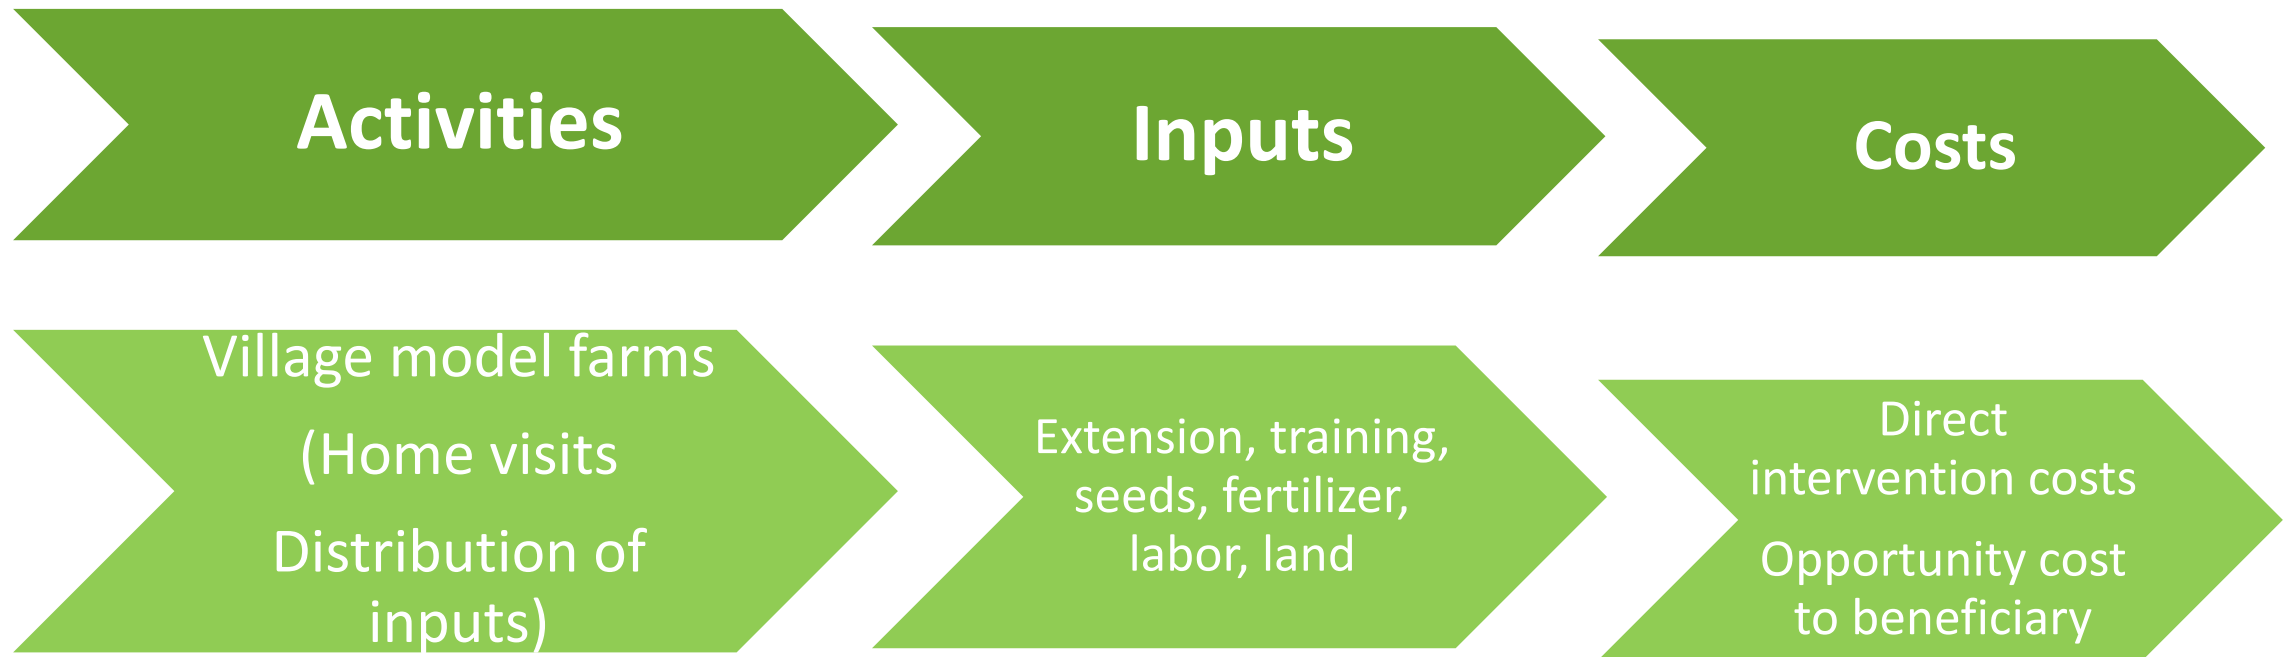 Activities
Inputs
Costs
Village model farms
(Home visits
Distribution of
inputs)
Extension, training,
seeds, fertilizer,
labor, land
Direct
intervention costs
Opportunity cost
to beneficiary